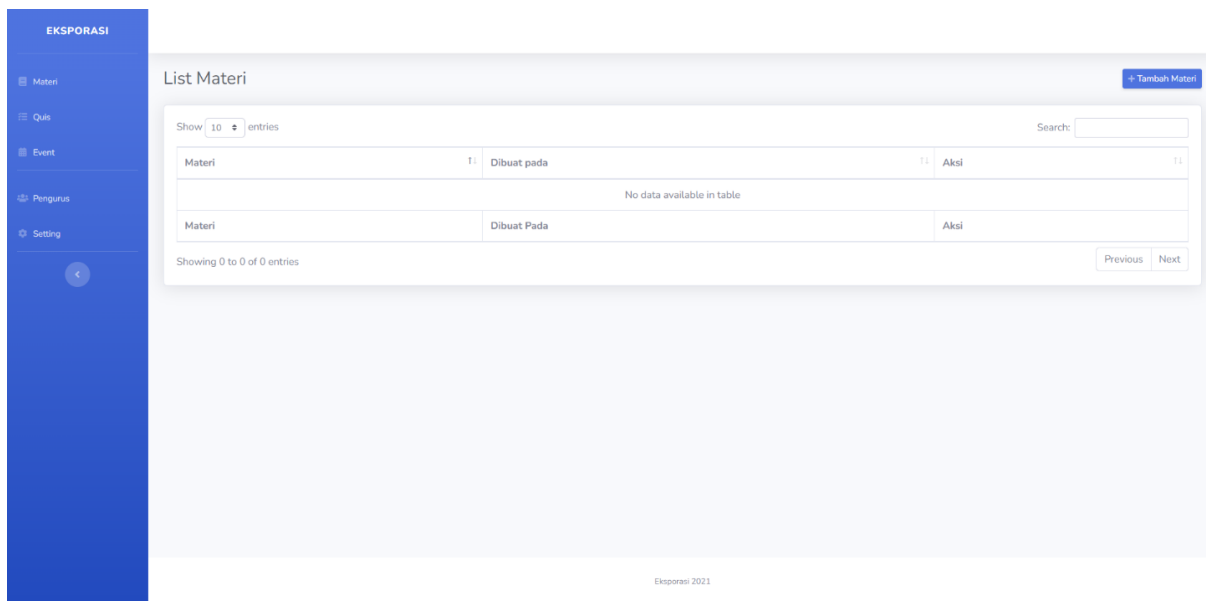 EKSPORASI
Materi
Quis
Event
Pengurus
Setting
List Materi
+ Tambah Materi
Show 10 entries
Search:
Materi Dibuat pada Aksi
No data available in table
Materi Dibuat Pada Aksi
Showing 0 to 0 of 0 entries
Previous Next
Eksporasi 2021